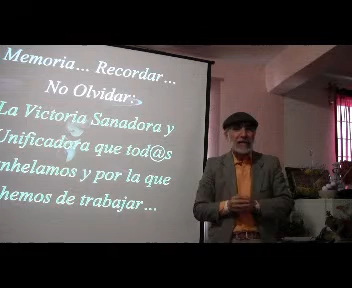 Memoria... Recordar...
No Olvidar:
La Victoria Sanadora y
Unificadora que tod@s
anhelamos y por la que
hemos de trabajar...